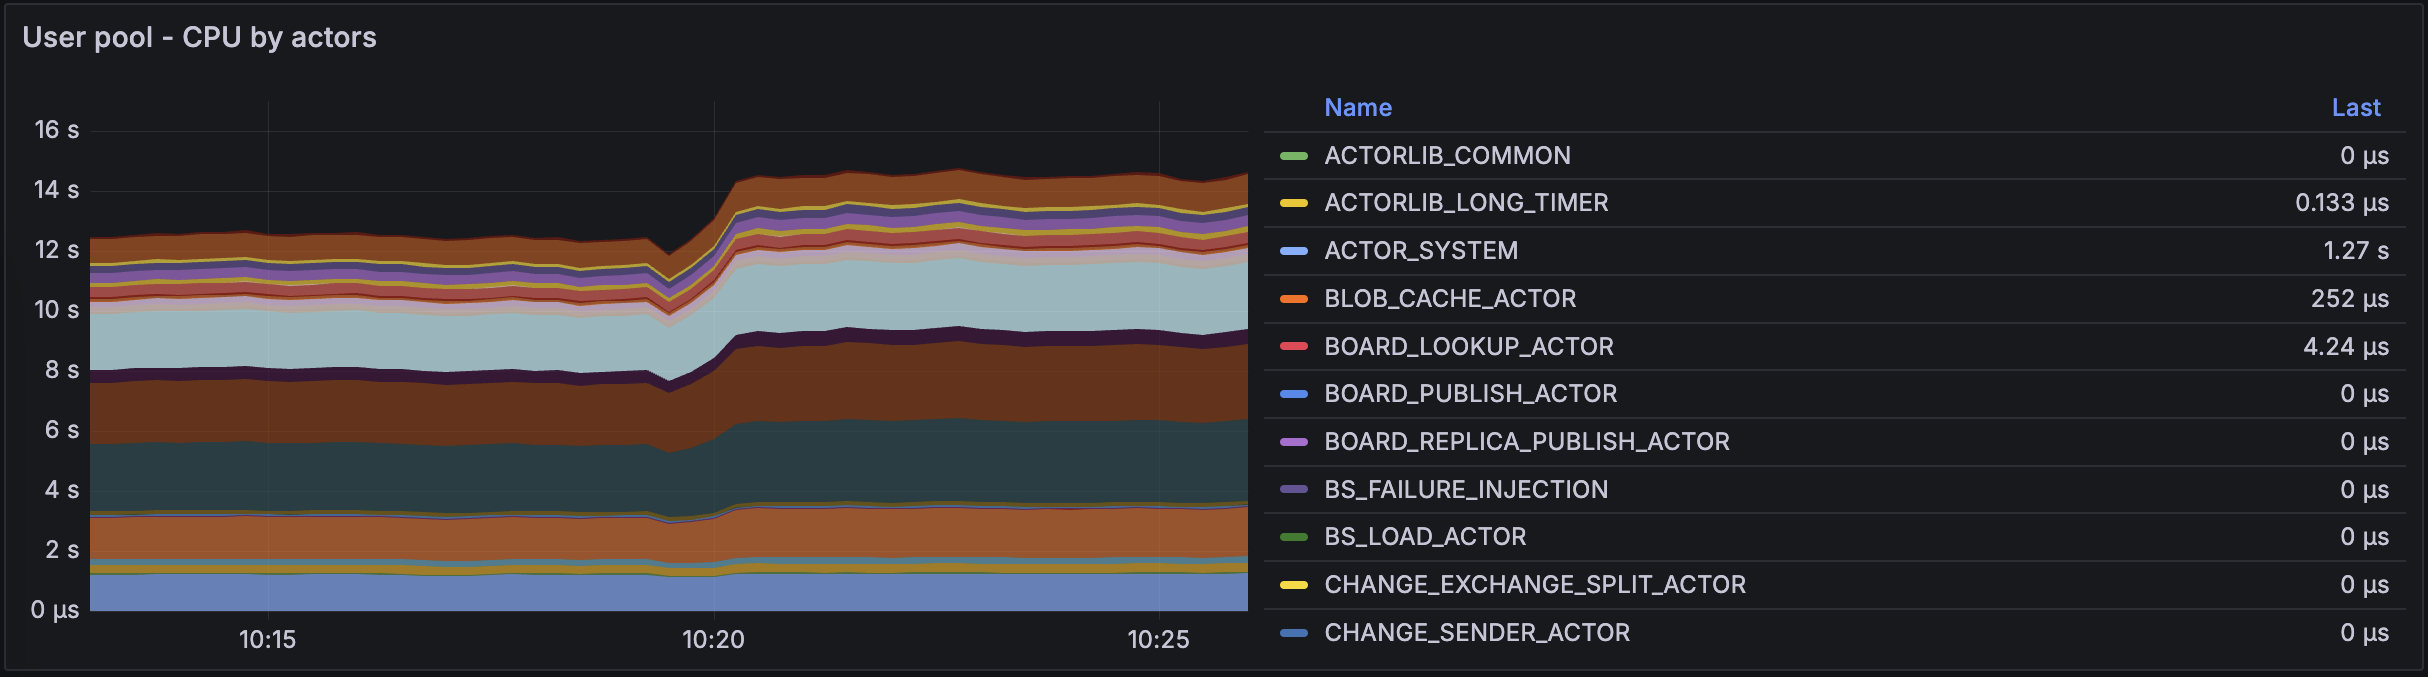 User pool - CPU by actors
16 s
14 s
12 s
10 s
8 s
6 s
4 s
2 s
0 µs
10:15 10:20 10:25
Name Last
ACTORLIB_COMMON 0 µs
ACTORLIB_LONG_TIMER 0.133 µs
ACTOR_SYSTEM 1.27 s
BLOB_CACHE_ACTOR 252 µs
BOARD_LOOKUP_ACTOR 4.24 µs
BOARD_PUBLISH_ACTOR 0 µs
BOARD_REPLICA_PUBLISH_ACTOR 0 µs
BS_FAILURE_INJECTION 0 µs
BS_LOAD_ACTOR 0 µs
CHANGE_EXCHANGE_SPLIT_ACTOR 0 µs
CHANGE_SENDER_ACTOR 0 µs